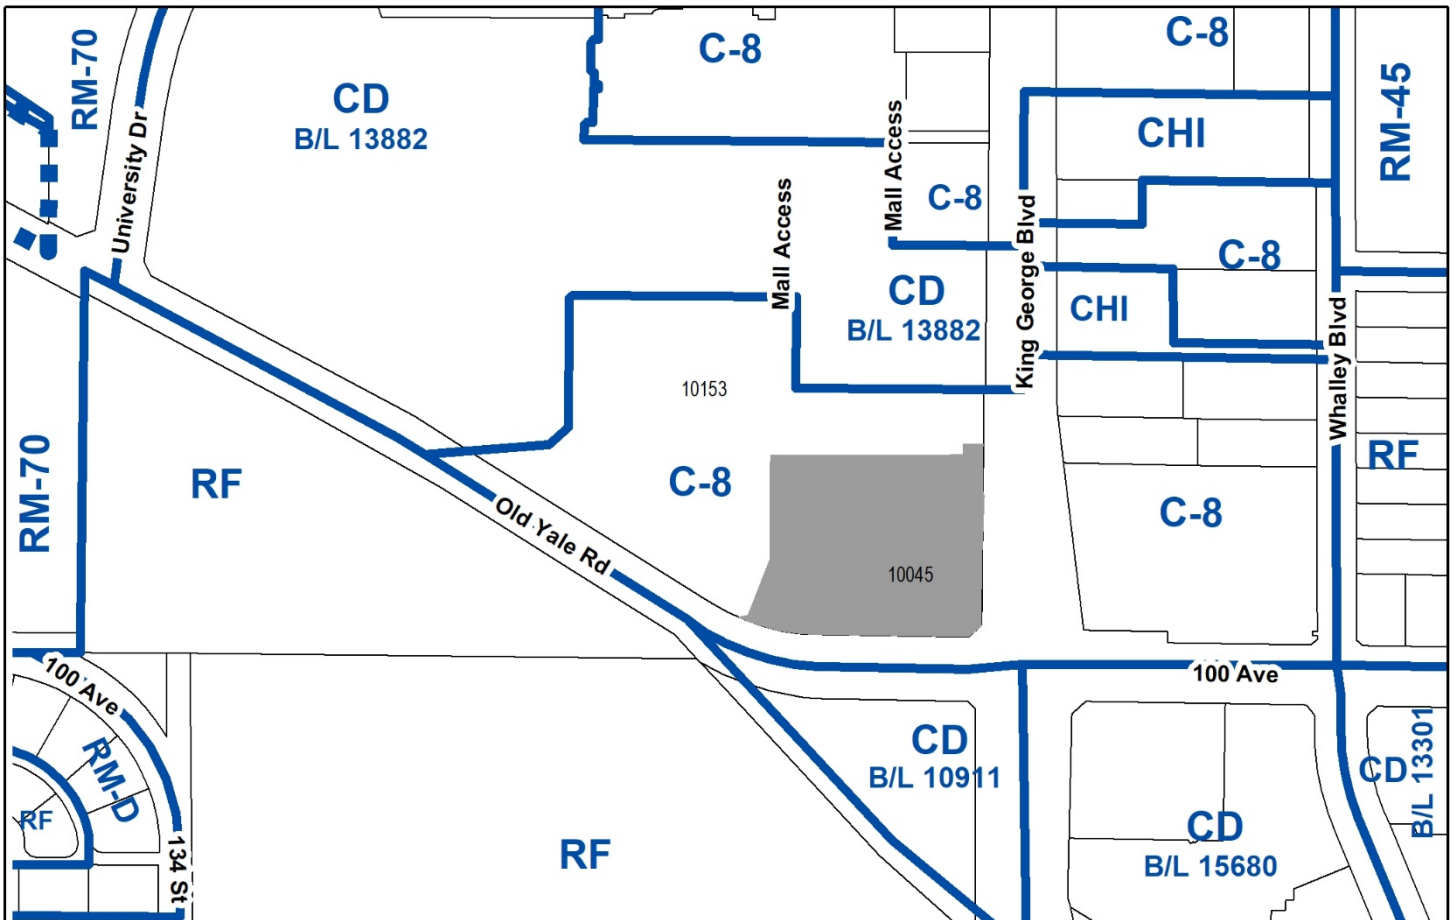 C-8
C-8
RM-70
CD
B/L 13882
University Dr
Mall Access
CHI
RM-45
C-8
Mall Access
King George Blvd
C-8
CD
B/L 13882
CHI
Whalley Blvd
10153
RM-70
RF
C-8
Old Yale Rd
10045
C-8
RF
100 Ave
100 Ave
RM-D
RF
134 St
RF
CD
B/L 10911
CD
B/L 15680
CD
B/L 13301